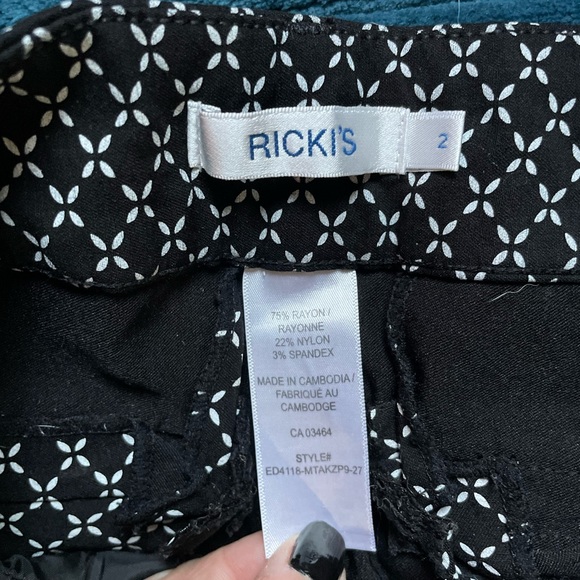 RICKI'S
2
75% RAYON /
RAYONNE
22% NYLON
3% SPANDEX
MADE IN CAMBODIA /
FABRIQUÉ AU
CAMBODGE
CA 03464
STYLE#
ED4118-MTAKZP9-27